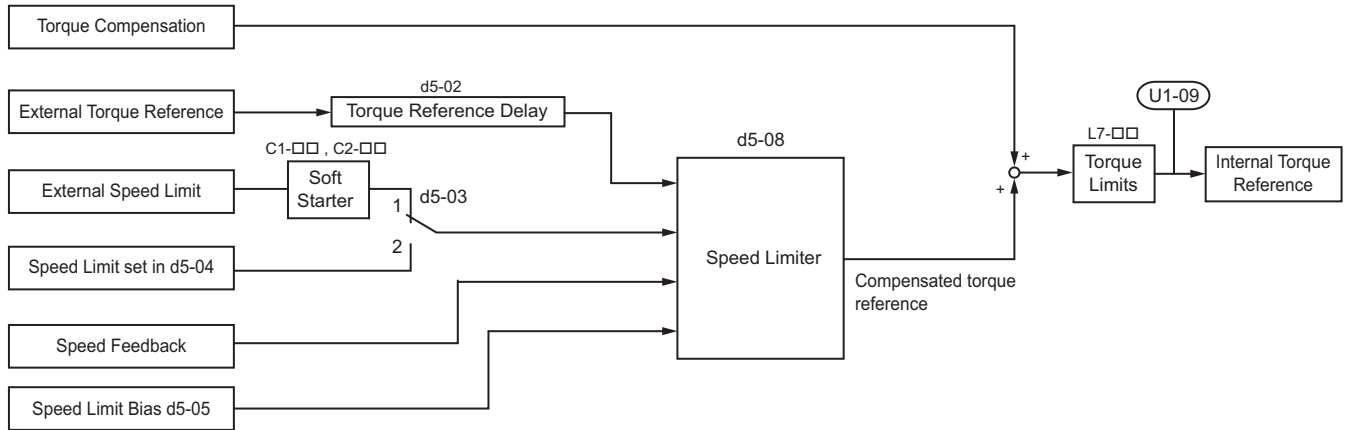 Torque Compensation
d5-02
External Torque Reference
Torque Reference Delay
U1-09
C1-□□ , C2-□□
d5-08
L7-□□
External Speed Limit
Soft
Starter
1
d5-03
+
+
Torque
Limits
Internal Torque
Reference
2
Speed Limit set in d5-04
Speed Limiter
Compensated torque
reference
Speed Feedback
Speed Limit Bias d5-05